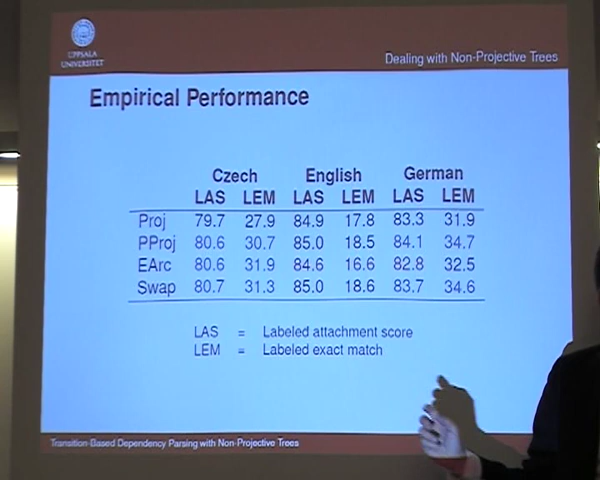 UPPSALA
UNIVERSITET
Dealing with Non-Projective Trees
Empirical Performance
Czech English German
LAS LEM LAS LEM LAS LEM
Proj 79.7 27.9 84.9 17.8 83.3 31.9
PProj 80.6 30.7 85.0 18.5 84.1 34.7
EArc 80.6 31.9 84.6 16.6 82.8 32.5
Swap 80.7 31.3 85.0 18.6 83.7 34.6
LAS = Labeled attachment score
LEM = Labeled exact match
Transition-Based Dependency Parsing with Non-Projective Trees